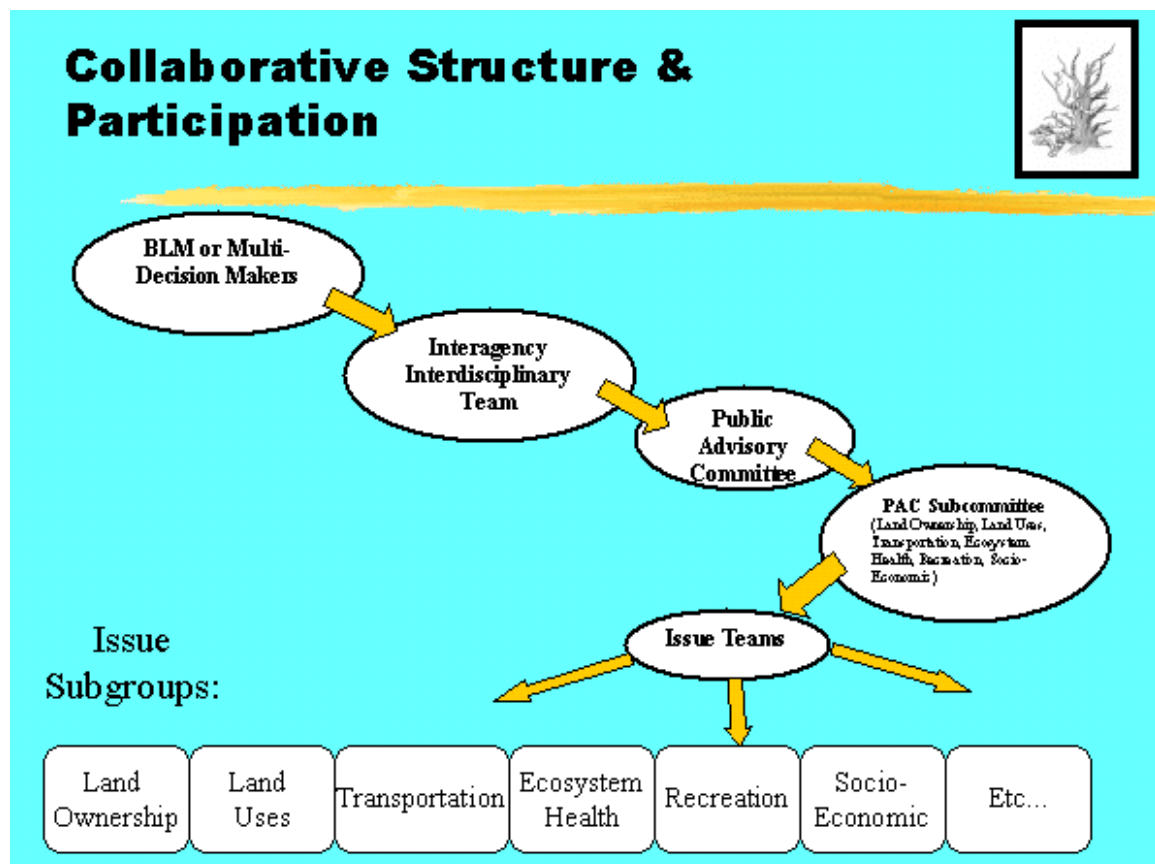 Collaborative Structure &
Participation
BLM or Multi-
Decision Makers
Interagency
Interdisciplinary
Team
Public
Advisory
Committee
PAC Subcommittee
(Land Ownership, Land Uses,
Transportation, Ecosystem
Health, Recreation, Socio-
Economic)
Issue Teams
Issue
Subgroups:
Land
Ownership
Land
Uses
Transportation
Ecosystem
Health
Recreation
Socio-
Economic
Etc...